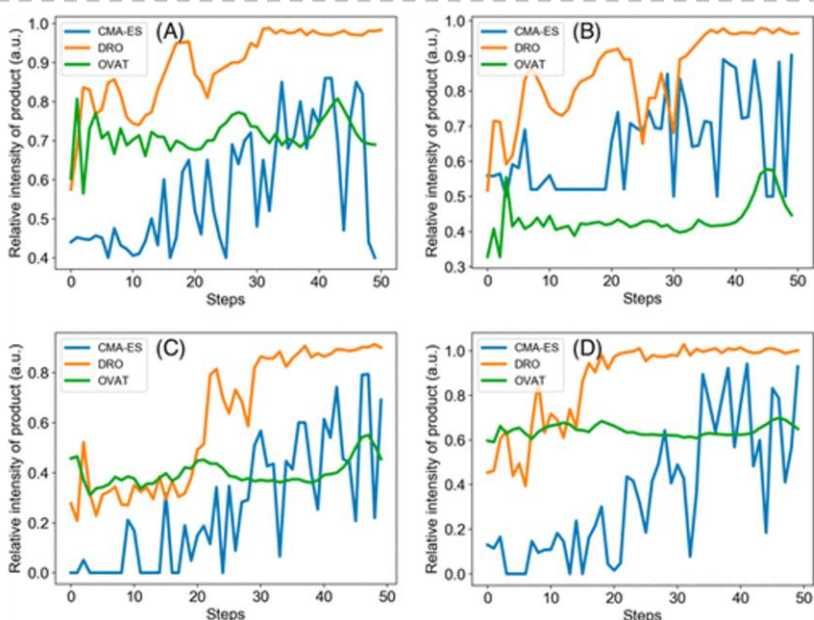 (A)
CMA-ES
DRO
OVAT
Relative intensity of product (a.u.)
1.0
0.9
0.8
0.7
0.6
0.5
0.4
0 10 20 30 40 50
Steps
(B)
CMA-ES
DRO
OVAT
Relative intensity of product (a.u.)
1.0
0.9
0.8
0.7
0.6
0.5
0.4
0.3
0 10 20 30 40 50
Steps
(C)
CMA-ES
DRO
OVAT
Relative intensity of product (a.u.)
0.8
0.6
0.4
0.2
0.0
0 10 20 30 40 50
Steps
(D)
CMA-ES
DRO
OVAT
Relative intensity of product (a.u.)
1.0
0.8
0.6
0.4
0.2
0.0
0 10 20 30 40 50
Steps